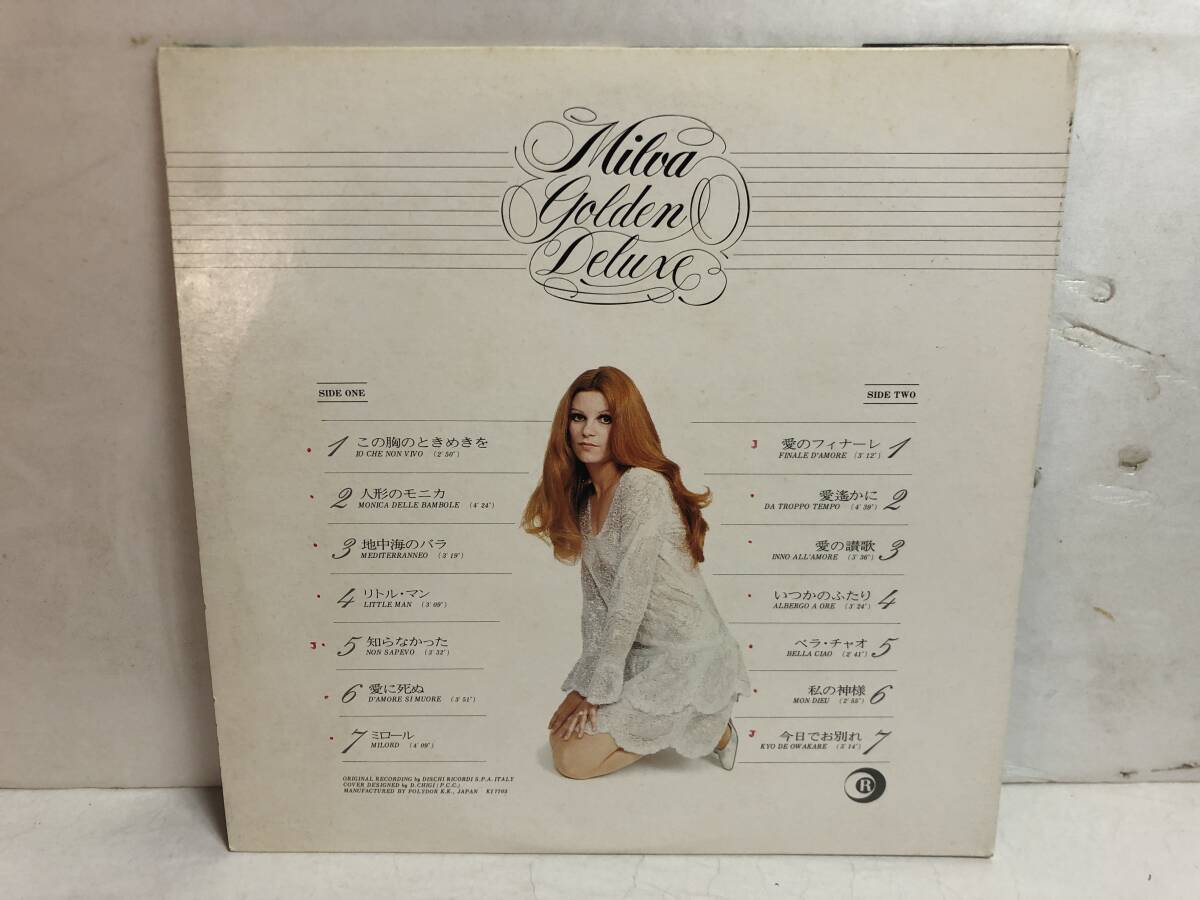 Milva
Golden
Deluxe
SIDE ONE
1 この胸のときめきを
IO CHE NON VIVO (2'50")
2 人形のモニカ
MONICA DELLE BAMBOLE (4'24")
3 地中海のバラ
MEDITERRANNEO (3'19")
4 リトル・マン
LITTLE MAN (3'09")
J 5 知らなかった
NON SAPEVO (3'32")
6 愛に死ぬ
D'AMORE SI MUORE (3'51")
7 ミロール
MILORD (4'09")
SIDE TWO
J 愛のフィナーレ 1
FINALE D'AMORE (3'12")
愛遙かに 2
DA TROPPO TEMPO (4'39")
愛の讃歌 3
INNO ALL'AMORE (3'36")
いつかのふたり 4
ALBERGO A ORE (3'24")
ベラ・チャオ 5
BELLA CIAO (2'41")
私の神様 6
MON DIEU (2'55")
J 今日でお別れ 7
KYO DE OWAKARE (3'14")
ORIGINAL RECORDING by DISCHI RICORDI S.P.A. ITALY
COVER DESIGNED by D. CHIGI (P.C.C.)
MANUFACTURED BY POLYDOR K.K., JAPAN KI 7703
R